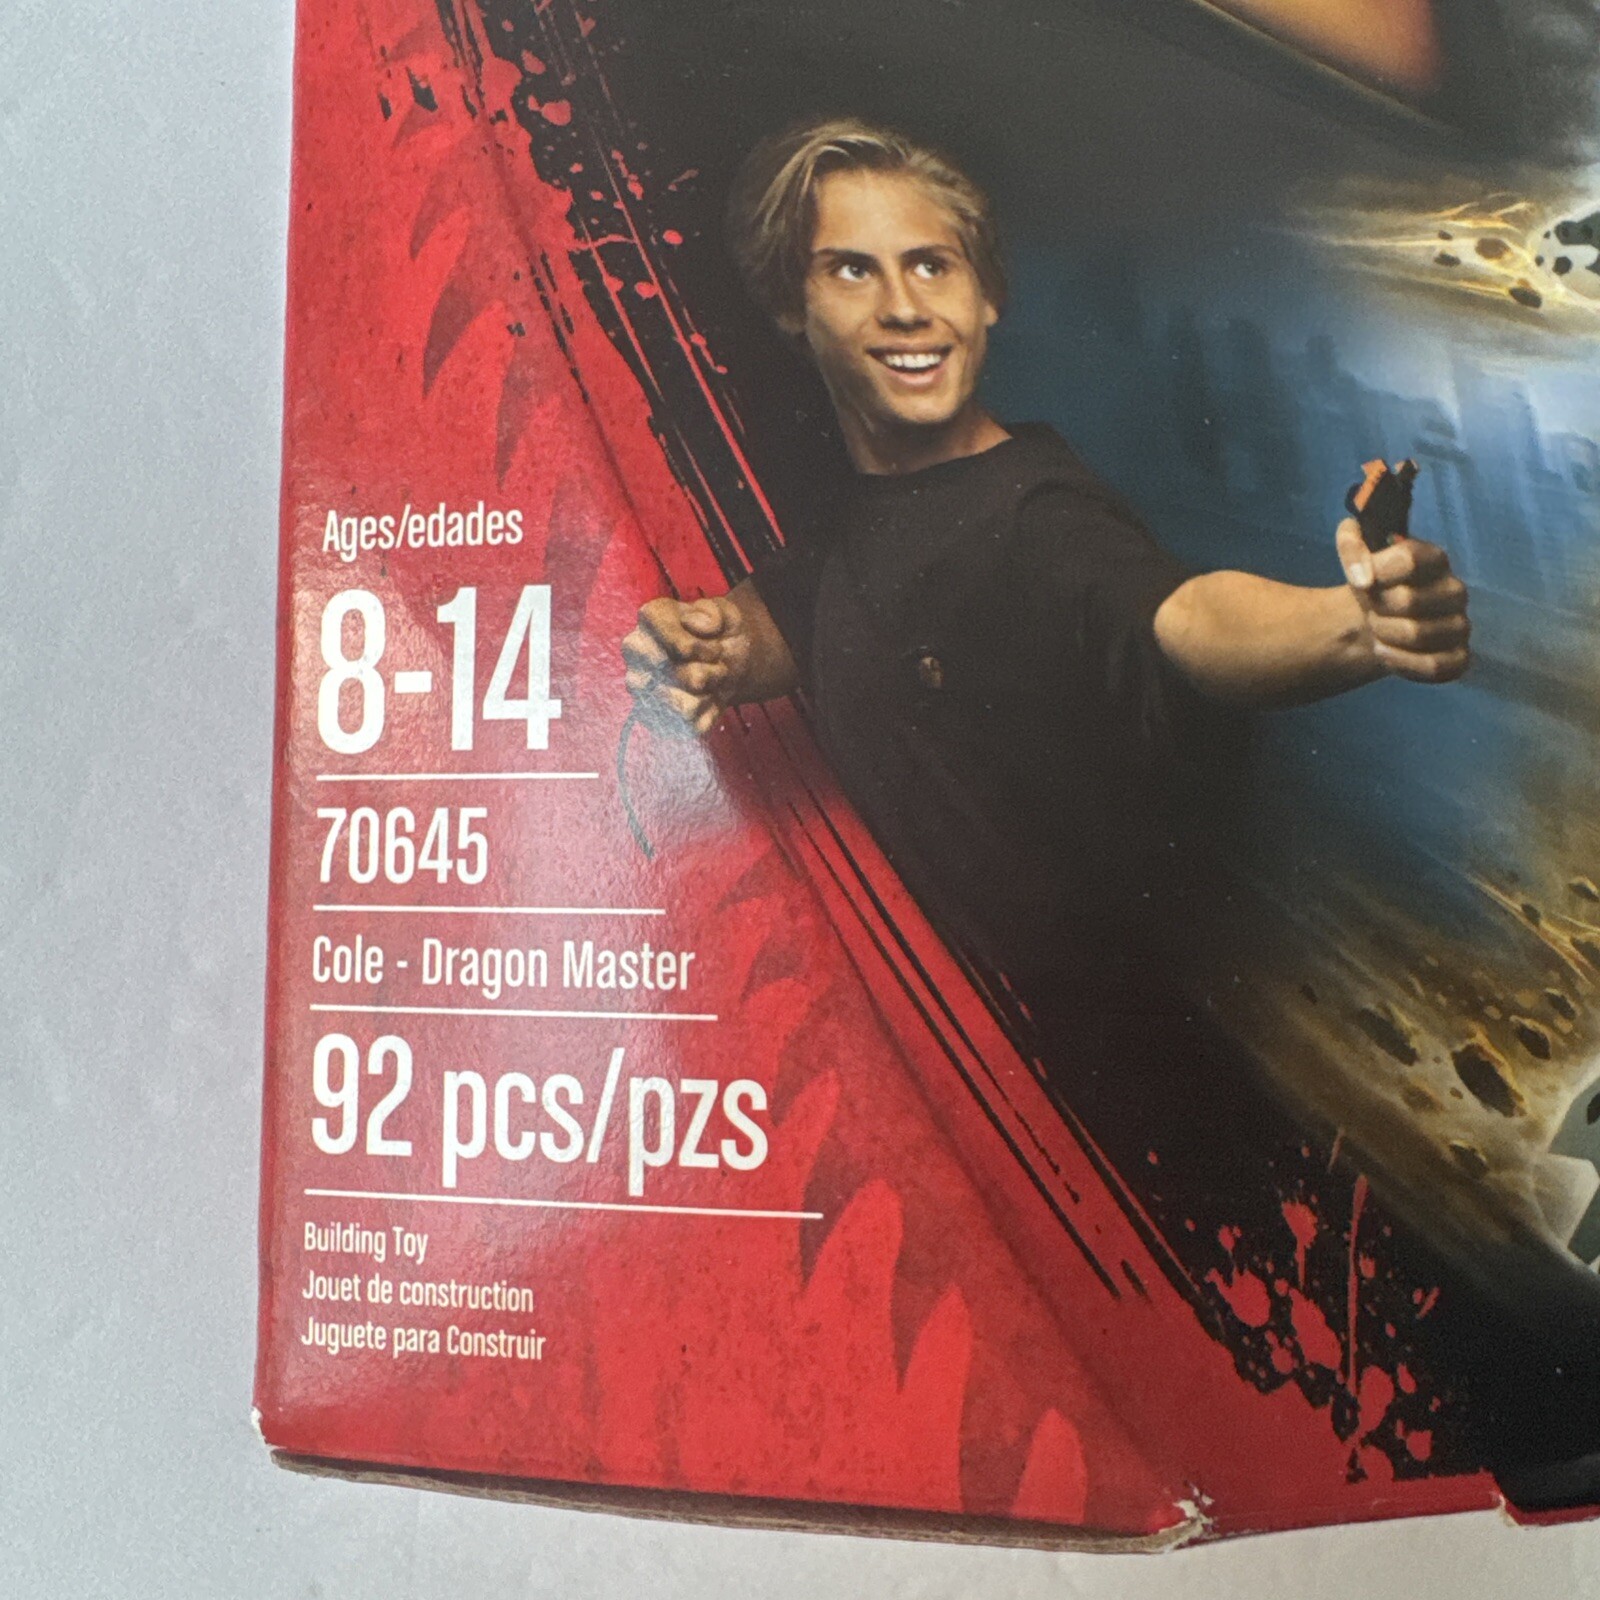 Ages/edades
8-14
70645
Cole - Dragon Master
92 pcs/pzs
Building Toy
Jouet de construction
Juguete para Construir